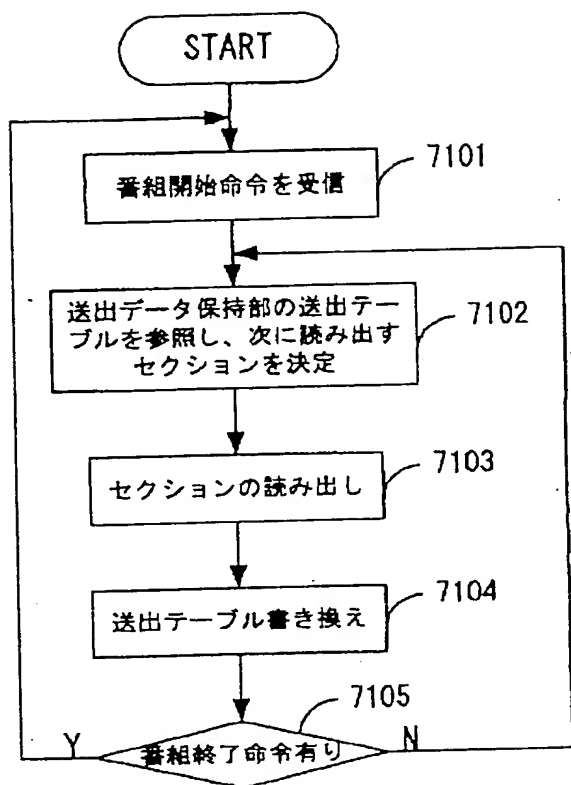 START
7101
番組開始命令を受信
7102
送出データ保持部の送出テー
ブルを参照し、次に読み出す
セクションを決定
7103
セクションの読み出し
7104
送出テーブル書き換え
7105
Y
番組終了命令有り
N